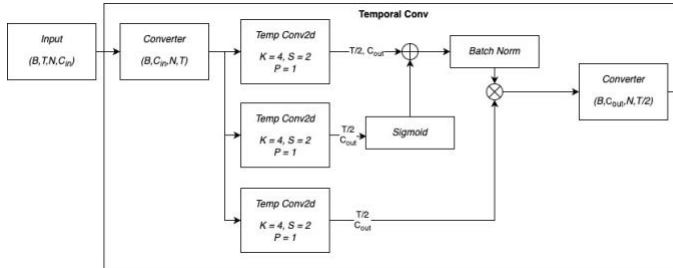 Temporal Conv
Input
(B,T,N,C_in)
Converter
(B,C_in,N,T)
Temp Conv2d
K = 4, S = 2
P = 1
T/2, C_out
Batch Norm
Temp Conv2d
K = 4, S = 2
P = 1
T/2
C_out
Sigmoid
Converter
(B,C_out,N,T/2)
Temp Conv2d
K = 4, S = 2
P = 1
T/2
C_out